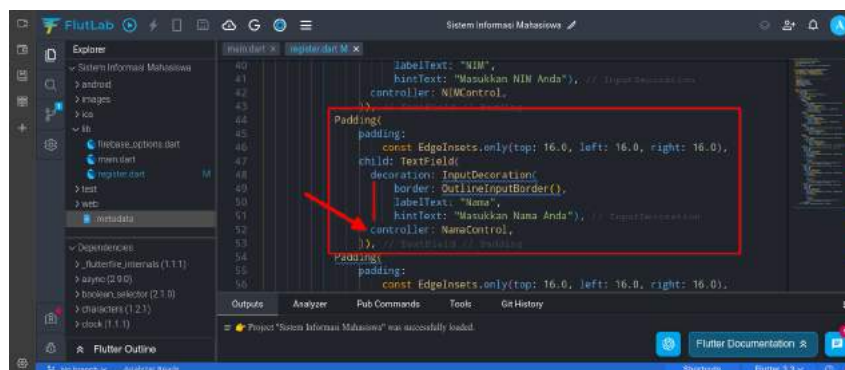 FlutLab
Sistem Informasi Mahasiswa
Explorer
main.dart
register.dart M
Sistem Informasi Mahasiswa
android
images
ios
lib
firebase_options.dart
main.dart
register.dart M
test
web
metadata
Dependencies
_flutterfire_internals (1.1.1)
async (2.9.0)
boolean_selector (2.1.0)
characters (1.2.1)
clock (1.1.1)
Flutter Outline
40 labelText: "NIM",
41 hintText: "Masukkan NIM Anda"), // InputDecoration
42 controller: NIMControl,
43 )), // TextField // Padding
44 Padding(
45 padding:
46 const EdgeInsets.only(top: 16.0, left: 16.0, right: 16.0),
47 child: TextField(
48 decoration: InputDecoration(
49 border: OutlineInputBorder(),
50 labelText: "Nama",
51 hintText: "Masukkan Nama Anda"), // InputDecoration
52 controller: NamaControl,
53 )), // TextField // Padding
54 Padding(
55 padding:
56 const EdgeInsets.only(top: 16.0, left: 16.0, right: 16.0),
Outputs Analyzer Pub Commands Tools Git History
Project "Sistem Informasi Mahasiswa" was successfully loaded.
Flutter Documentation